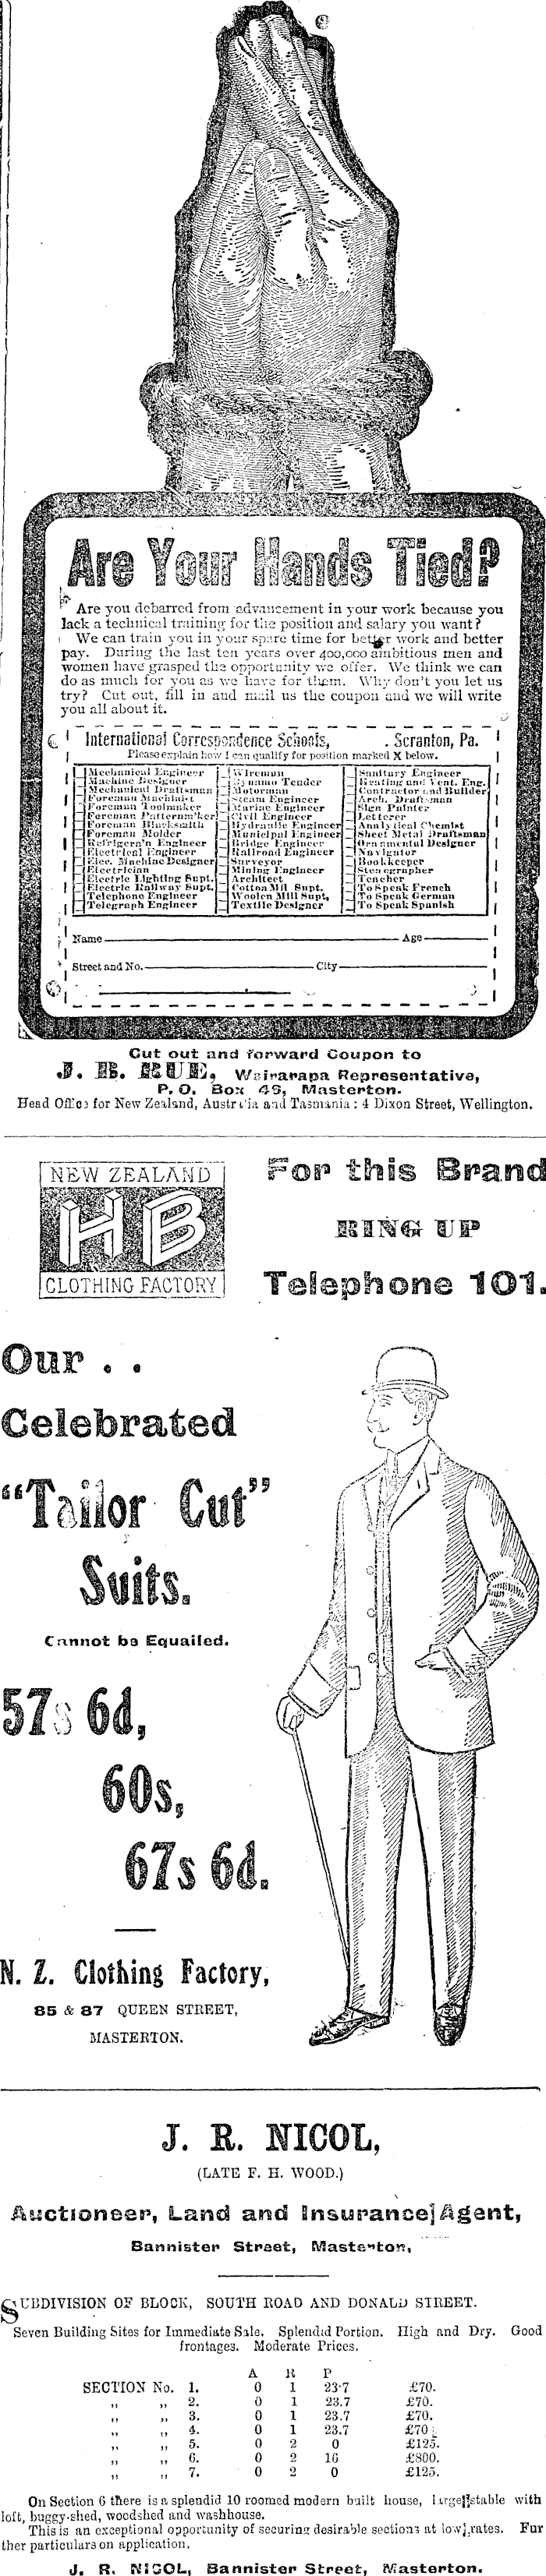 Are Your Hands Tied?
Are you debarred from advancement in your work because you
lack a technical training for the position and salary you want?
We can train you in your spare time for better work and better
pay. During the last ten years over 400,000 ambitious men and
women have grasped the opportunity we offer. We think we can
do as much for you as we have for them. Why don't you let us
try? Cut out, fill in and mail us the coupon and we will write
you all about it.
International Correspondence Schools, . Scranton, Pa.
Please explain how I can qualify for position marked X below.
Mechanical Engineer
Machine Designer
Mechanical Draftsman
Foreman Machinist
Foreman Toolmaker
Foreman Patternm'ker
Foreman Blacksmith
Foreman Molder
Refrigera'n Engineer
Electrical Engineer
Elec. Machine Designer
Electrician
Electric Lighting Supt.
Electric Railway Supt.
Telephone Engineer
Telegraph Engineer
Wireman
Dynamo Tender
Motorman
Steam Engineer
Marine Engineer
Civil Engineer
Hydraulic Engineer
Municipal Engineer
Bridge Engineer
Railroad Engineer
Surveyor
Mining Engineer
Architect
Cotton Mill Supt.
Woolen Mill Supt,
Textile Designer
Sanitary Engineer
Heating and Vent. Eng.
Contractor and Builder
Arch. Draftsman
Sign Painter
Letterer
Analytical Chemist
Sheet Metal Draftsman
Ornamental Designer
Navigator
Bookkeeper
Stenographer
Teacher
To Speak French
To Speak German
To Speak Spanish
Name Age
Street and No. City
Cut out and forward Coupon to
J. B. RUE, Wairarapa Representative,
P. O. Box 49, Masterton.
Head Office for New Zealand, Australia and Tasmania: 4 Dixon Street, Wellington.
NEW ZEALAND
HB
CLOTHING FACTORY
For this Brand
RING UP
Telephone 101.
Our . .
Celebrated
"Tailor Cut"
Suits.
Cannot be Equalled.
57s 6d,
60s,
67s 6d.
N. Z. Clothing Factory,
85 & 87 QUEEN STREET,
MASTERTON.
J. R. NICOL,
(LATE F. H. WOOD.)
Auctioneer, Land and Insurance Agent,
Bannister Street, Masterton,
SUBDIVISION OF BLOCK, SOUTH ROAD AND DONALD STREET.
Seven Building Sites for Immediate Sale. Splendid Portion. High and Dry. Good
frontages. Moderate Prices.
A R P
SECTION No. 1. 0 1 23·7 £70.
,, ,, 2. 0 1 23.7 £70.
,, ,, 3. 0 1 23.7 £70.
,, ,, 4. 0 1 23.7 £70.
,, ,, 5. 0 2 0 £125.
,, ,, 6. 0 2 16 £800.
,, ,, 7. 0 2 0 £125.
On Section 6 there is a splendid 10 roomed modern built house, large stable with
loft, buggy-shed, woodshed and washhouse.
This is an exceptional opportunity of securing desirable sections at low rates. Fur
ther particulars on application.
J. R. NICOL, Bannister Street, Masterton.